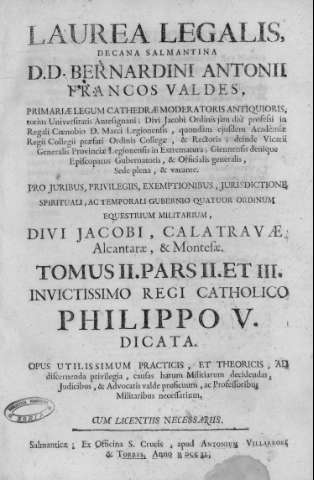 LAUREA LEGALIS,
DECANA SALMANTINA
D.D. BERNARDINI ANTONII
FRANCOS VALDES,
PRIMARIÆ LEGUM CATHEDRÆ MODERATORIS ANTIQUIORIS,
totius Universitatis Antesignani: Divi Jacobi Ordinis jam diu professi in
Regali Cœnobio D. Marci Legionensis, quondam ejusdem Academiæ
Regii Collegii præfati Ordinis Collegæ, & Rectoris: deinde Vicarii
Generalis Provinciæ Legionensis in Extrematura: Giennensis denique
Episcopatus Gubernatoris, & Officialis generalis,
Sede plena, & vacante.
PRO JURIBUS, PRIVILEGIIS, EXEMPTIONIBUS, JURISDICTIONE
SPIRITUALI, AC TEMPORALI GUBERNIO QUATUOR ORDINUM
EQUESTRIUM MILITARIUM,
DIVI JACOBI, CALATRAVÆ,
Alcantaræ, & Montesæ.
TOMUS II. PARS II. ET III.
INVICTISSIMO REGI CATHOLICO
PHILIPPO V.
DICATA.
OPUS UTILISSIMUM PRACTICIS, ET THEORICIS, AD
discernenda privilegia, causas harum Militiarum decidendas,
Judicibus, & Advocatis valde proficuum, ac Professoribus
Militaribus necessarium.
CUM LICENTIIS NECESSARIIS.
Salmanticæ: Ex Officina S. Crucis, apud ANTONIUM VILLARROEL
& TORRES, Anno